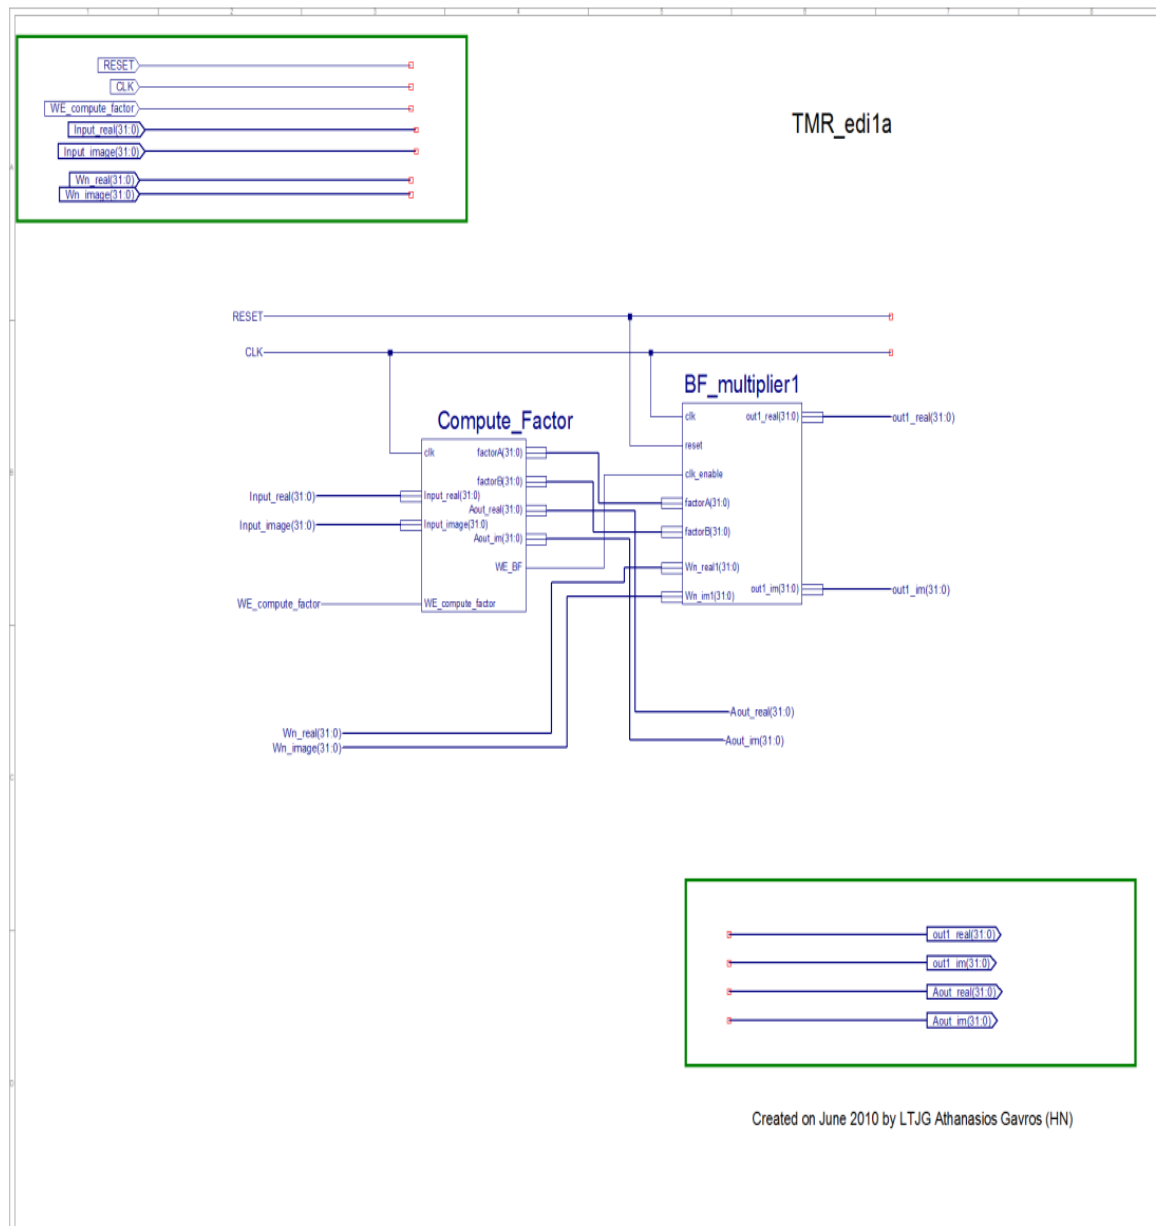 RESET
CLK
WE_compute_factor
Input_real(31:0)
Input_image(31:0)
Wn_real(31:0)
Wn_image(31:0)
TMR_edi1a
RESET
CLK
Compute_Factor
clk
Input_real(31:0)
Input_image(31:0)
WE_compute_factor
factorA(31:0)
factorB(31:0)
Aout_real(31:0)
Aout_im(31:0)
WE_BF
Input_real(31:0)
Input_image(31:0)
WE_compute_factor
BF_multiplier1
clk
reset
clk_enable
factorA(31:0)
factorB(31:0)
Wn_real1(31:0)
Wn_im1(31:0)
out1_real(31:0)
out1_im(31:0)
out1_real(31:0)
out1_im(31:0)
Wn_real(31:0)
Wn_image(31:0)
Aout_real(31:0)
Aout_im(31:0)
out1_real(31:0)
out1_im(31:0)
Aout_real(31:0)
Aout_im(31:0)
Created on June 2010 by LTJG Athanasios Gavros (HN)